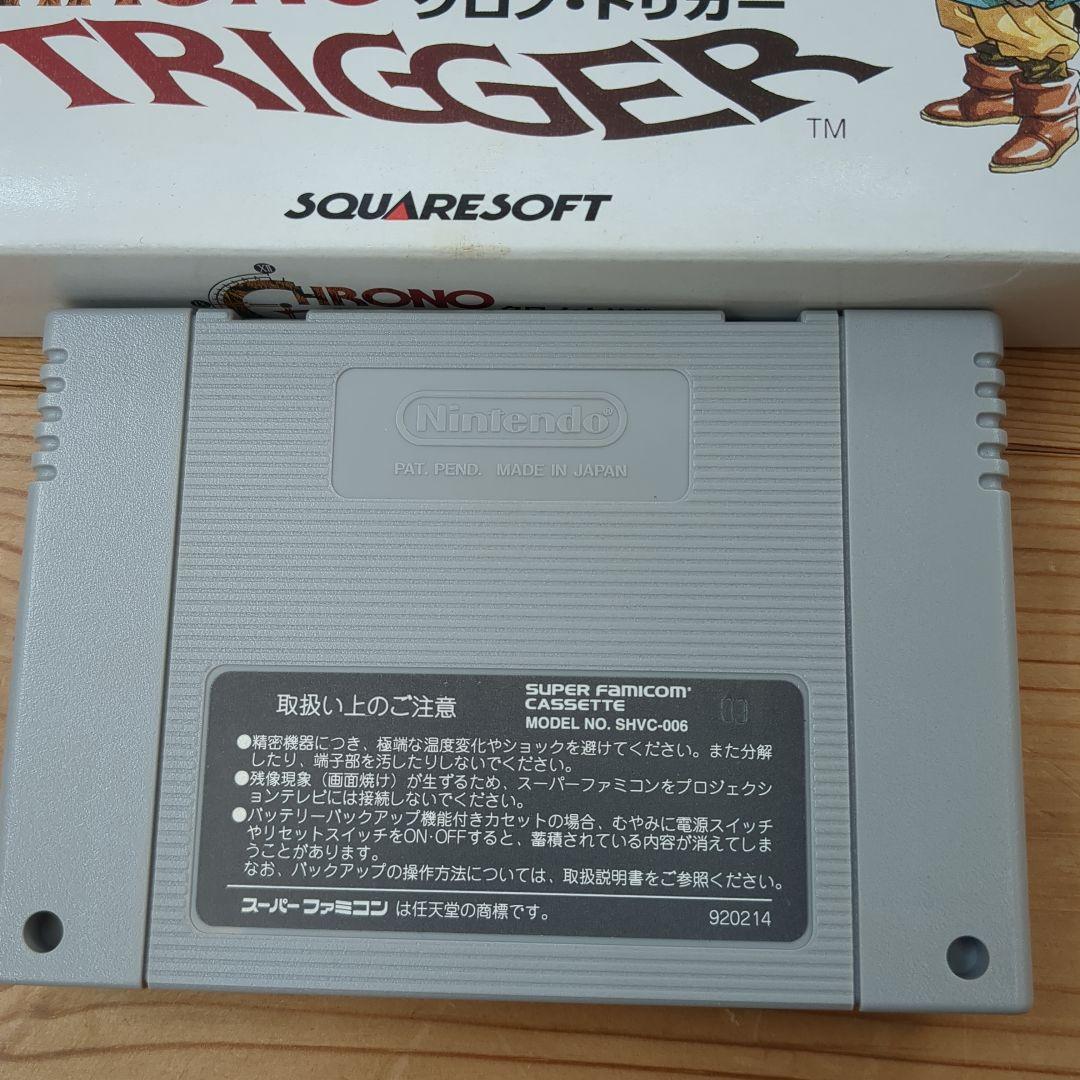 クロノ・トリガー
TRIGGER
TM
SQUARESOFT
CHRONO
Nintendo®
PAT. PEND. MADE IN JAPAN
取扱い上のご注意
SUPER FAMICOM®
CASSETTE
MODEL NO. SHVC-006
●精密機器につき、極端な温度変化やショックを避けてください。また分解
したり、端子部を汚したりしないでください。
●残像現象（画面焼け）が生ずるため、スーパーファミコンをプロジェクシ
ョンテレビには接続しないでください。
●バッテリーバックアップ機能付きカセットの場合、むやみに電源スイッチ
やリセットスイッチをON・OFFすると、蓄積されている内容が消えてしま
うことがあります。
なお、バックアップの操作方法については、取扱説明書をご参照ください。
スーパーファミコン は任天堂の商標です。
920214